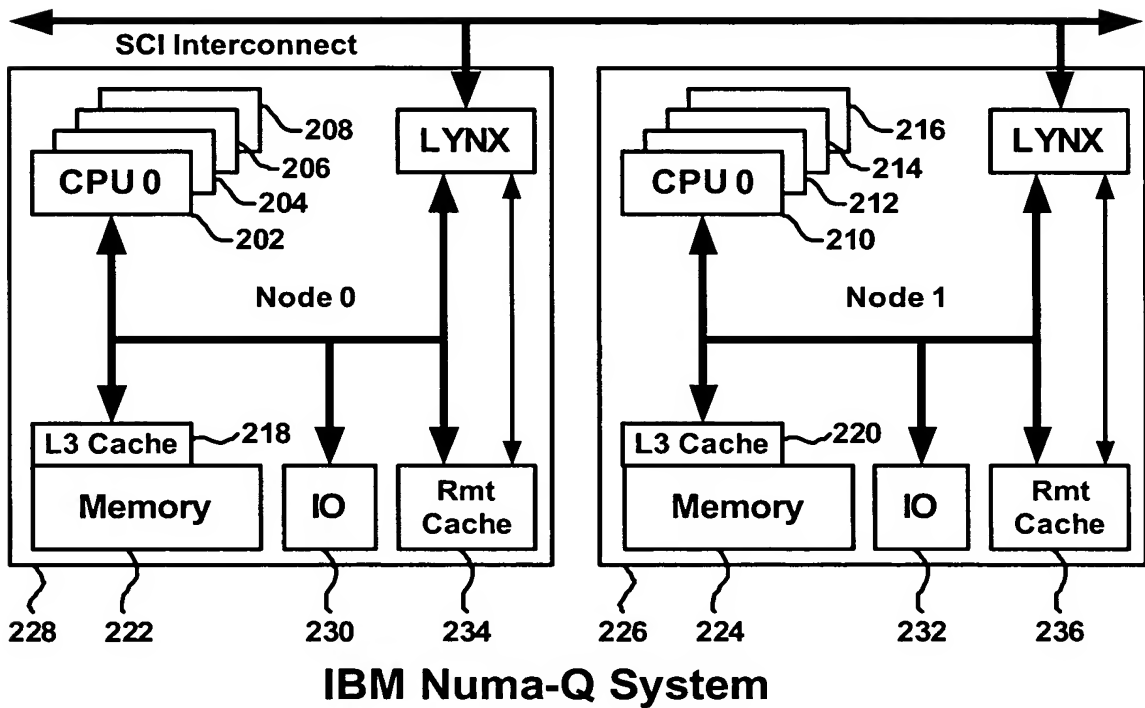 SCI Interconnect
208
206
204
202
CPU 0
LYNX
Node 0
L3 Cache
218
Memory
IO
Rmt
Cache
228
222
230
234
216
214
212
210
CPU 0
LYNX
Node 1
L3 Cache
220
Memory
IO
Rmt
Cache
226
224
232
236
IBM Numa-Q System